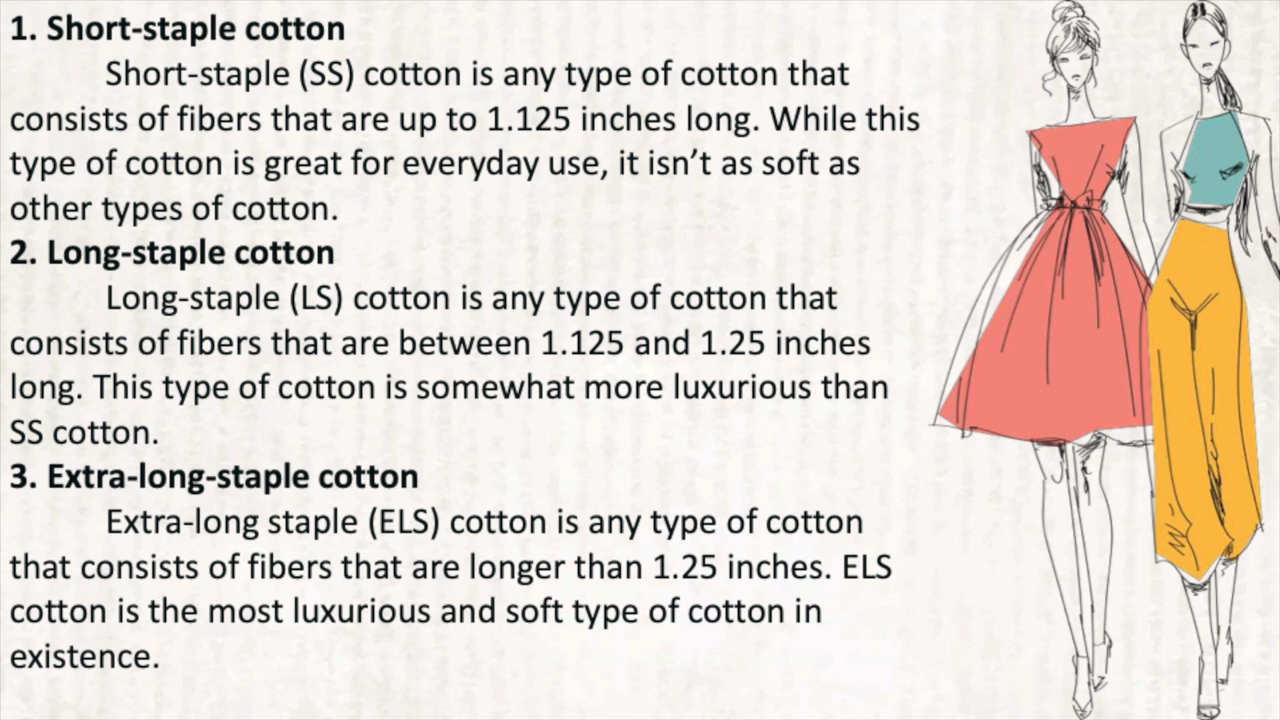 1. Short-staple cotton
Short-staple (SS) cotton is any type of cotton that
consists of fibers that are up to 1.125 inches long. While this
type of cotton is great for everyday use, it isn’t as soft as
other types of cotton.
2. Long-staple cotton
Long-staple (LS) cotton is any type of cotton that
consists of fibers that are between 1.125 and 1.25 inches
long. This type of cotton is somewhat more luxurious than
SS cotton.
3. Extra-long-staple cotton
Extra-long staple (ELS) cotton is any type of cotton
that consists of fibers that are longer than 1.25 inches. ELS
cotton is the most luxurious and soft type of cotton in
existence.